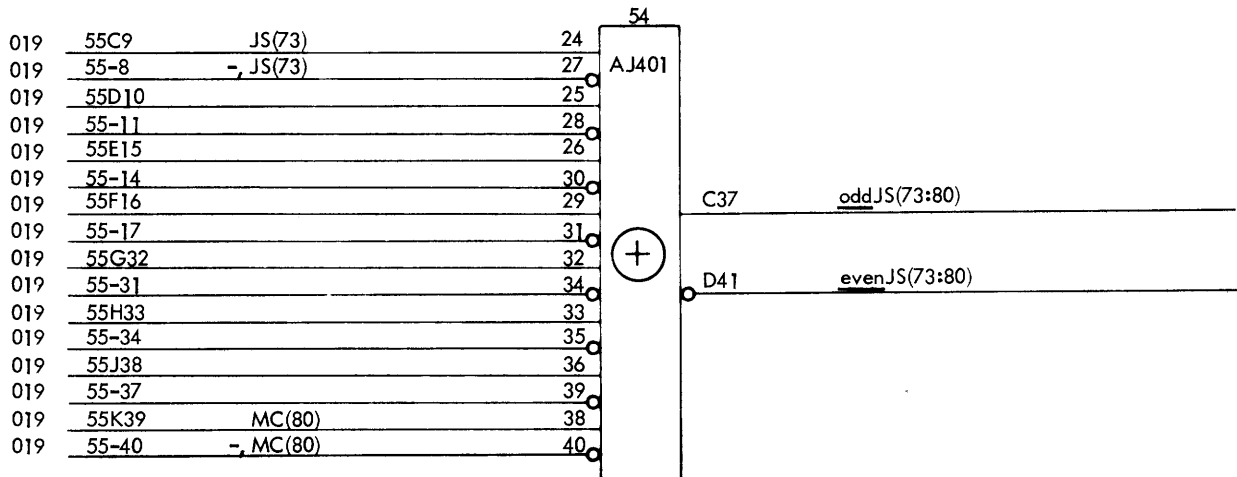 54
019 55C9 JS(73) 24
AJ401
019 55-8 -, JS(73) 27
019 55D10 25
019 55-11 28
019 55E15 26
019 55-14 30
019 55F16 29
C37 oddJS(73:80)
019 55-17 31
019 55G32 32
019 55-31 34
D41 evenJS(73:80)
019 55H33 33
019 55-34 35
019 55J38 36
019 55-37 39
019 55K39 MC(80) 38
019 55-40 -, MC(80) 40